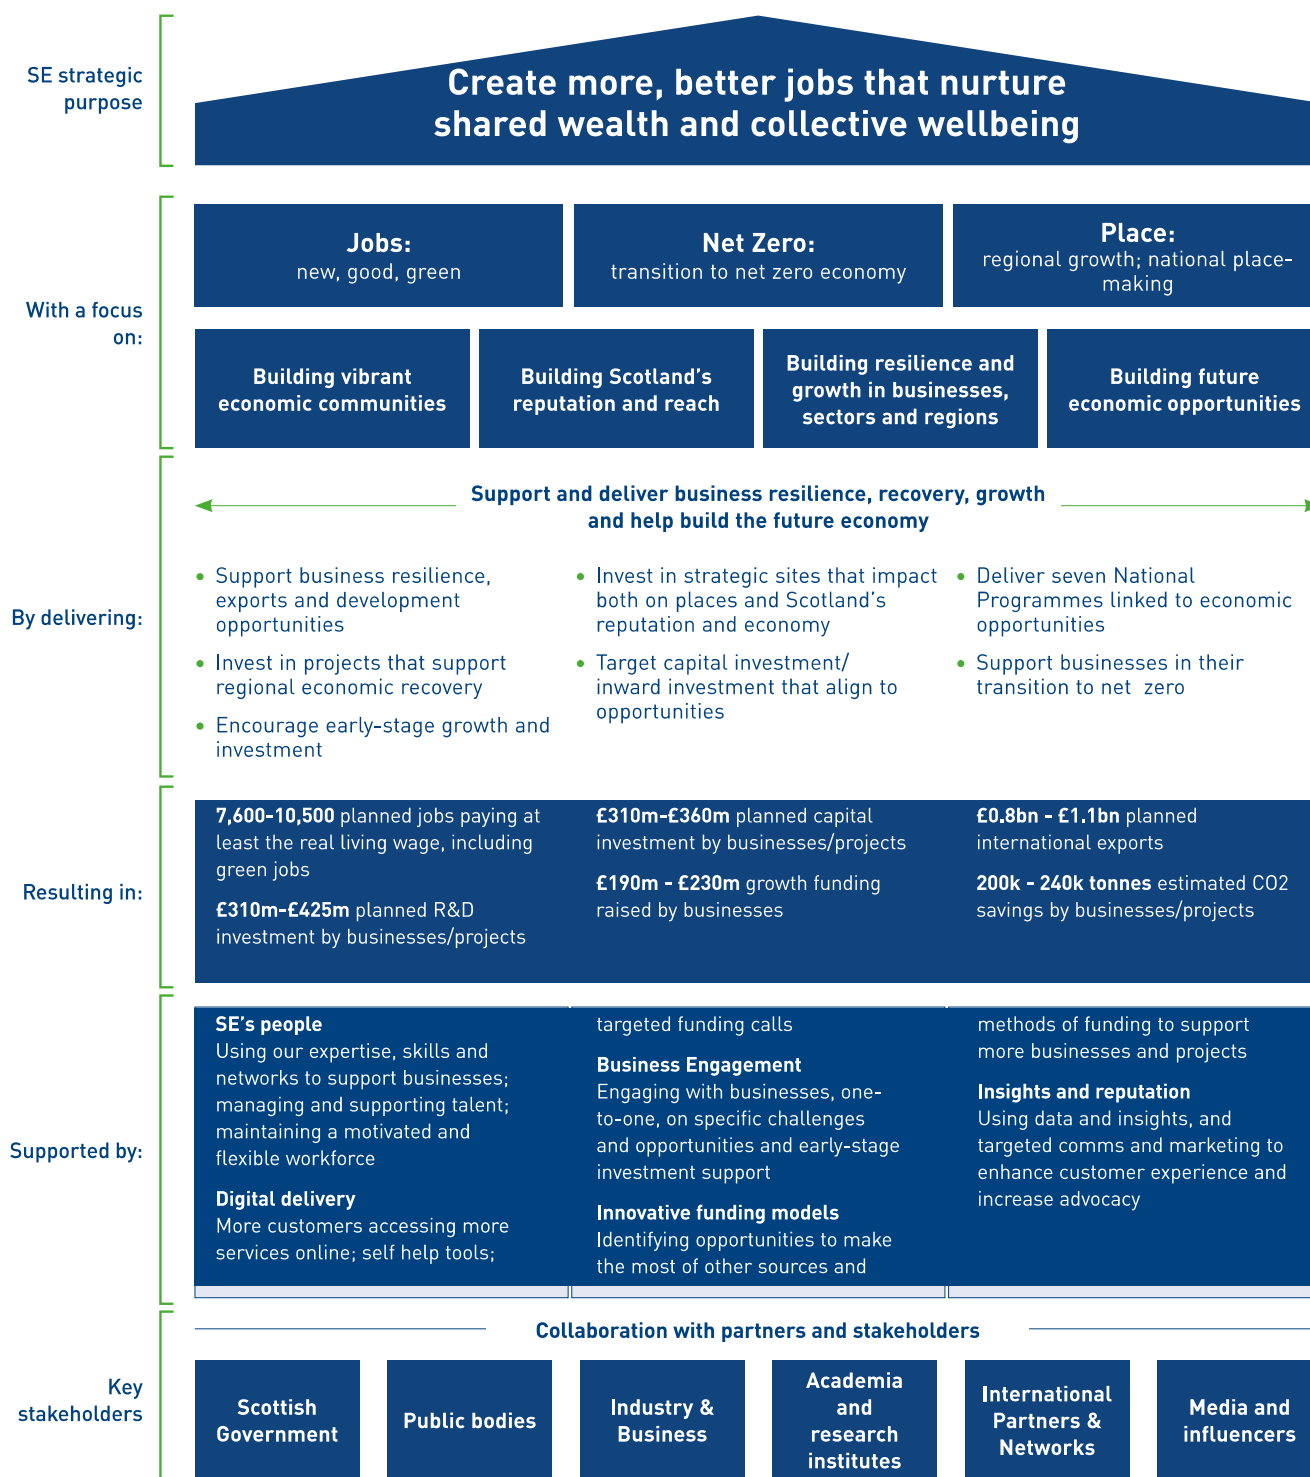 SE strategic
purpose
Create more, better jobs that nurture
shared wealth and collective wellbeing
With a focus
on:
Jobs:
new, good, green
Net Zero:
transition to net zero economy
Place:
regional growth; national place-
making
Building vibrant
economic communities
Building Scotland's
reputation and reach
Building resilience and
growth in businesses,
sectors and regions
Building future
economic opportunities
By delivering:
Support and deliver business resilience, recovery, growth
and help build the future economy
• Support business resilience,
exports and development
opportunities
• Invest in projects that support
regional economic recovery
• Encourage early-stage growth and
investment
• Invest in strategic sites that impact
both on places and Scotland's
reputation and economy
• Target capital investment/
inward investment that align to
opportunities
• Deliver seven National
Programmes linked to economic
opportunities
• Support businesses in their
transition to net zero
Resulting in:
7,600-10,500 planned jobs paying at
least the real living wage, including
green jobs
£310m-£425m planned R&D
investment by businesses/projects
£310m-£360m planned capital
investment by businesses/projects
£190m - £230m growth funding
raised by businesses
£0.8bn - £1.1bn planned
international exports
200k - 240k tonnes estimated CO2
savings by businesses/projects
Supported by:
SE's people
Using our expertise, skills and
networks to support businesses;
managing and supporting talent;
maintaining a motivated and
flexible workforce
Digital delivery
More customers accessing more
services online; self help tools;
targeted funding calls
Business Engagement
Engaging with businesses, one-
to-one, on specific challenges
and opportunities and early-stage
investment support
Innovative funding models
Identifying opportunities to make
the most of other sources and
methods of funding to support
more businesses and projects
Insights and reputation
Using data and insights, and
targeted comms and marketing to
enhance customer experience and
increase advocacy
Key
stakeholders
Collaboration with partners and stakeholders
Scottish
Government
Public bodies
Industry &
Business
Academia
and
research
institutes
International
Partners &
Networks
Media and
influencers